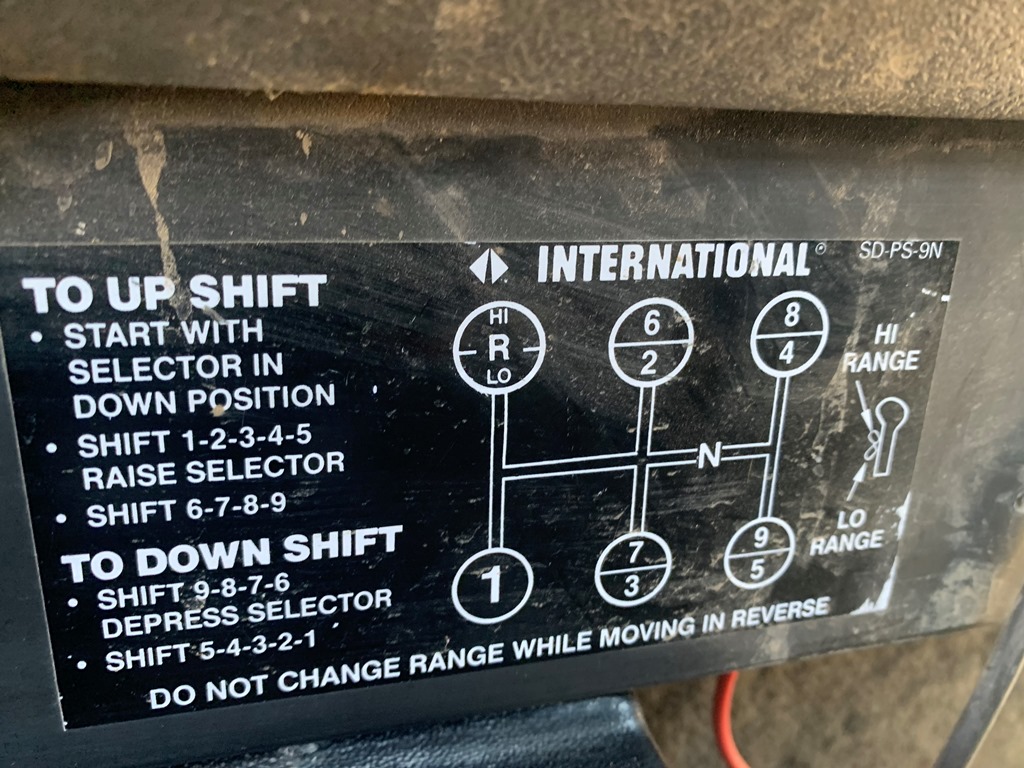 INTERNATIONAL®
SD-PS-9N
TO UP SHIFT
• START WITH
SELECTOR IN
DOWN POSITION
• SHIFT 1-2-3-4-5
RAISE SELECTOR
• SHIFT 6-7-8-9
TO DOWN SHIFT
• SHIFT 9-8-7-6
DEPRESS SELECTOR
• SHIFT 5-4-3-2-1
HI
R
LO
6
2
8
4
HI
RANGE
N
1
7
3
9
5
LO
RANGE
DO NOT CHANGE RANGE WHILE MOVING IN REVERSE